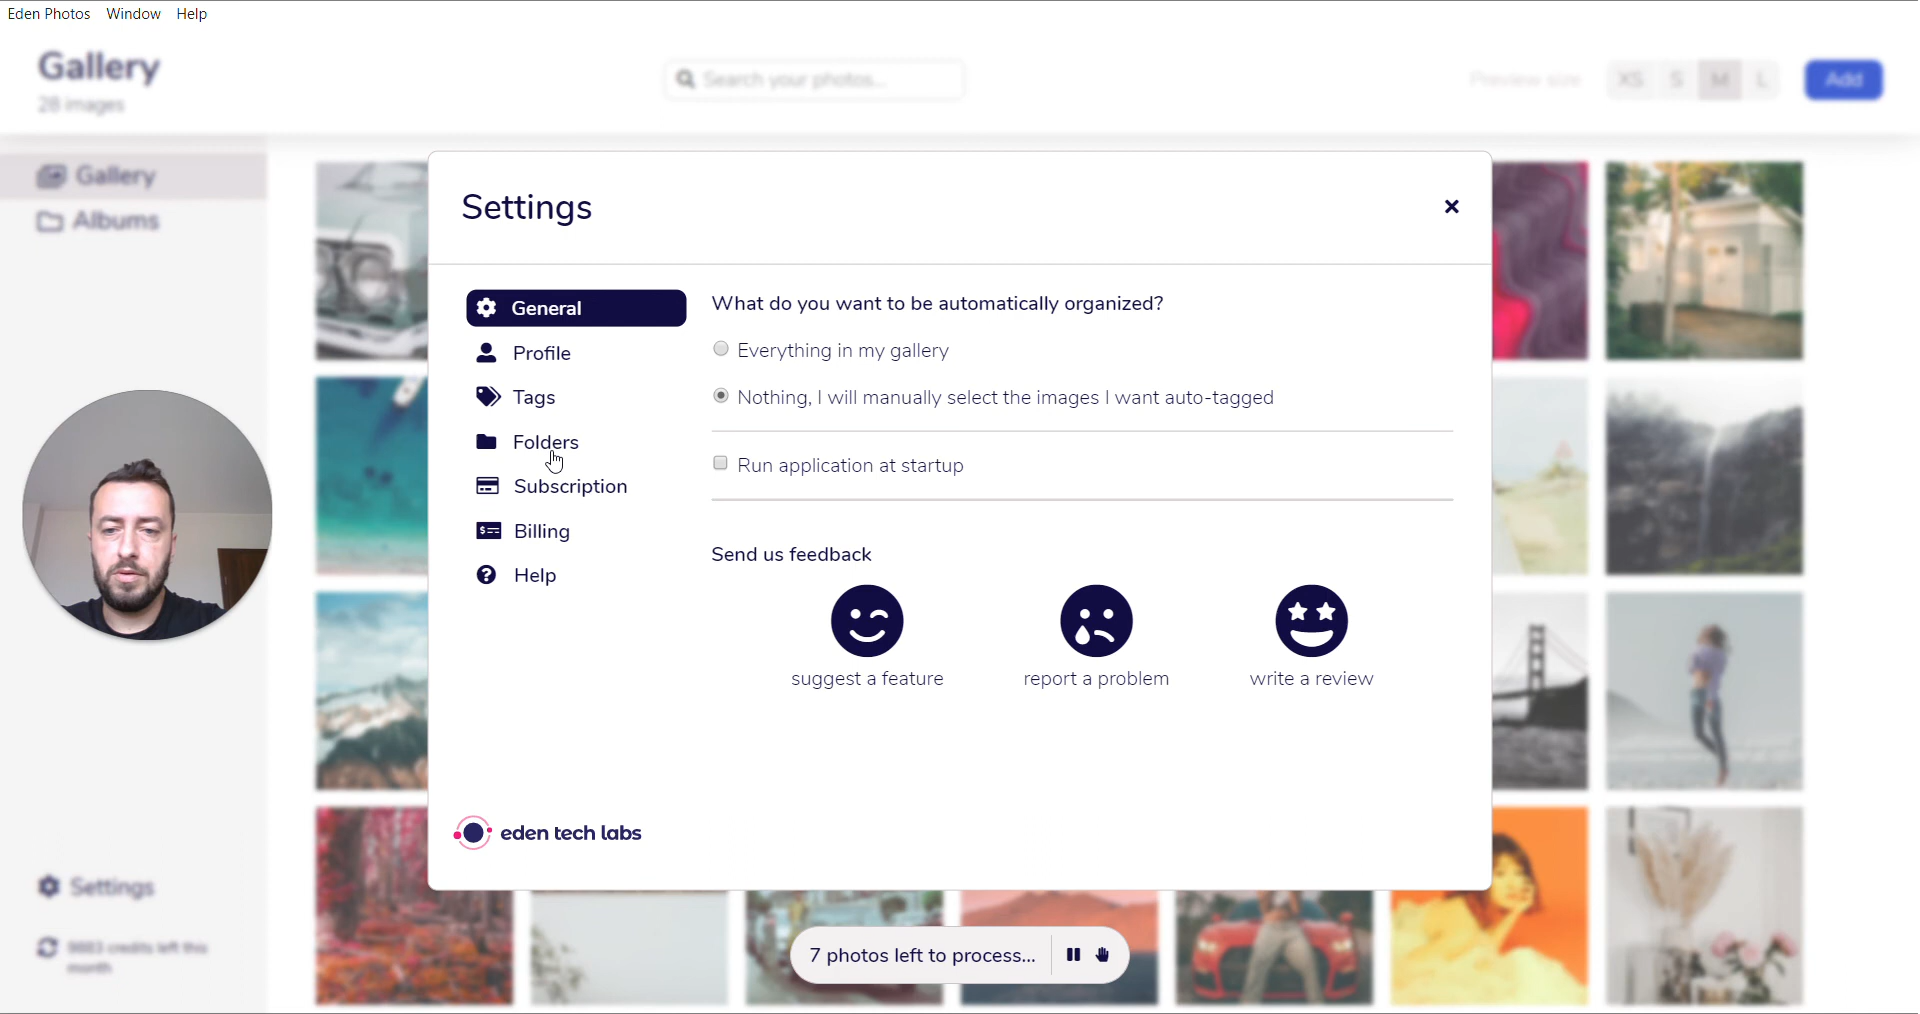 Eden Photos Window Help
Gallery
28 images
Search your photos...
Preview size XS S M L Add
Gallery
Albums
Settings
General
Profile
Tags
Folders
Subscription
Billing
Help
What do you want to be automatically organized?
Everything in my gallery
Nothing, I will manually select the images I want auto-tagged
Run application at startup
Send us feedback
suggest a feature report a problem write a review
eden tech labs
Settings
9883 credits left this
month
7 photos left to process...